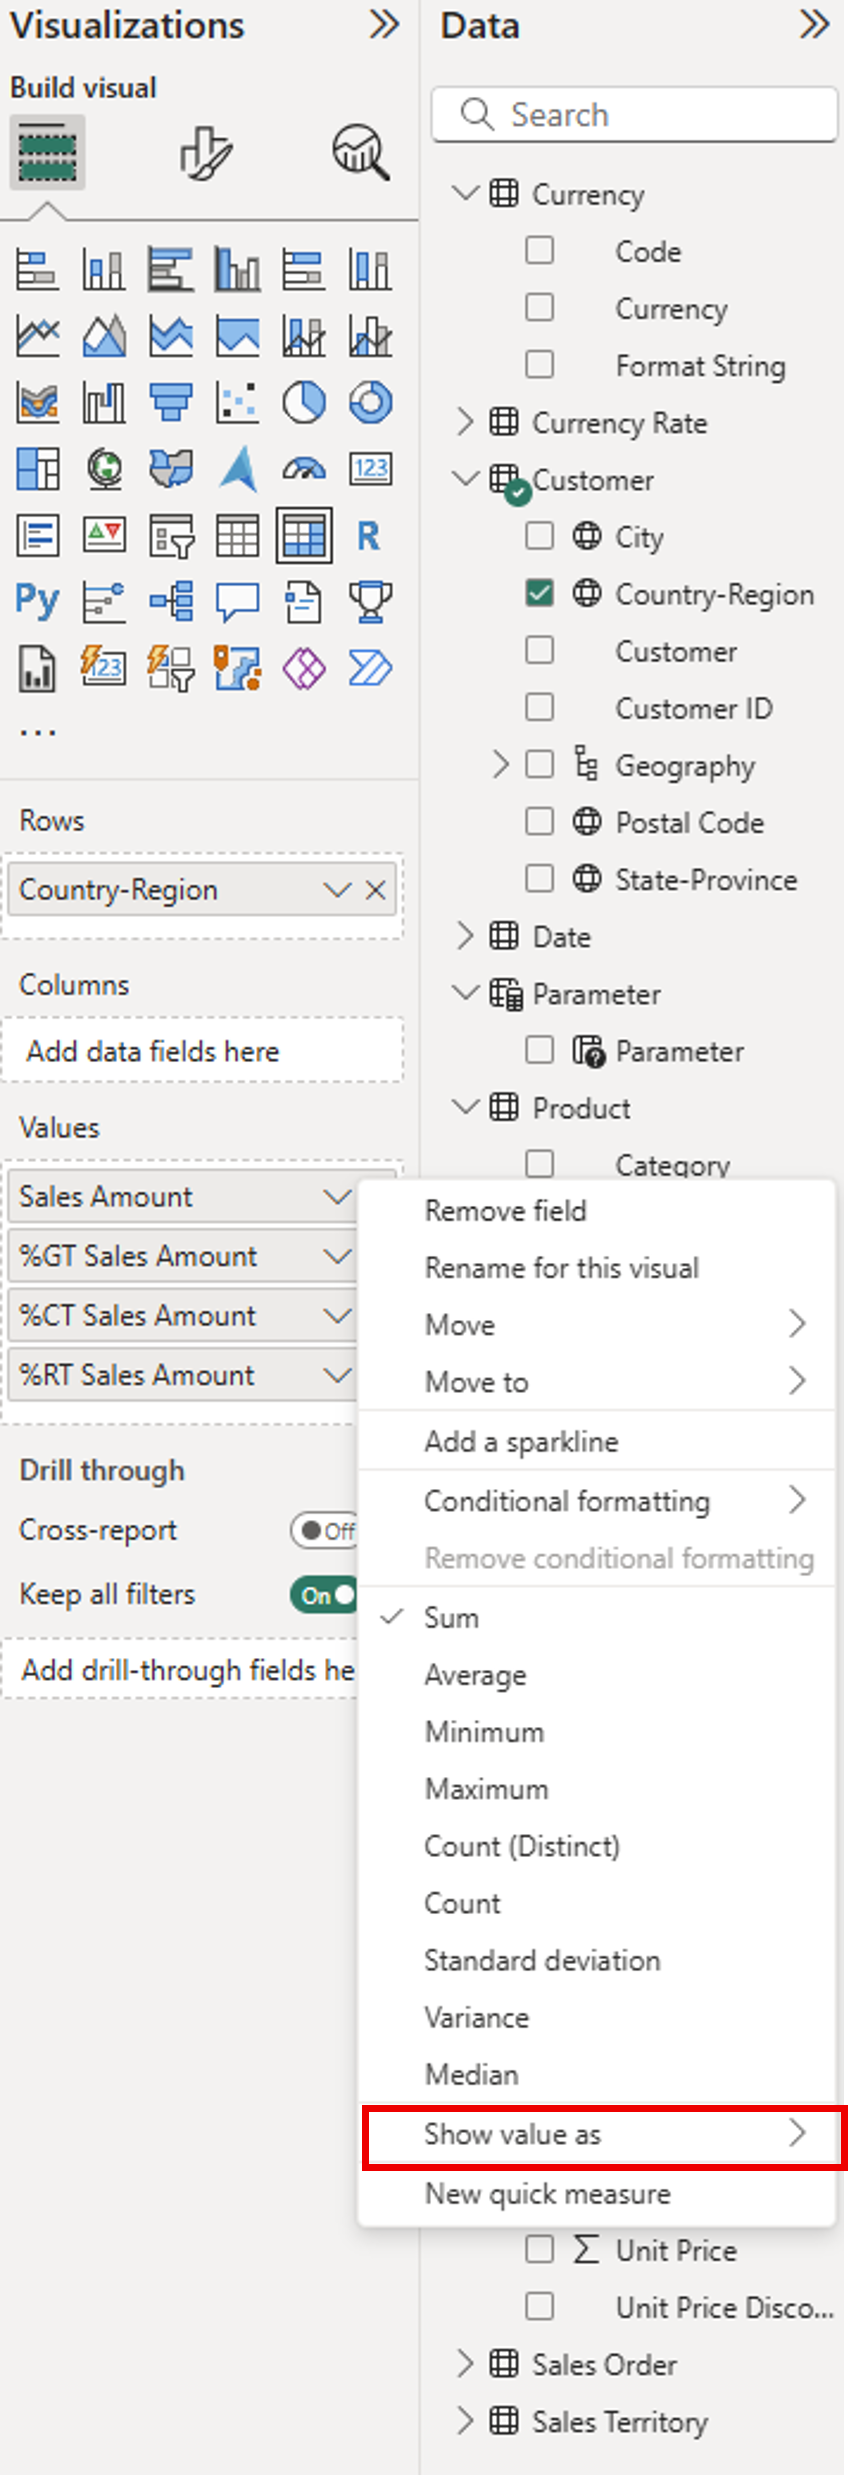 Visualizations
Build visual
123
R
Py
123
...
Rows
Country-Region
Columns
Add data fields here
Values
Sales Amount
%GT Sales Amount
%CT Sales Amount
%RT Sales Amount
Drill through
Cross-report
Off
Keep all filters
On
Add drill-through fields he
Data
Search
Currency
Code
Currency
Format String
Currency Rate
Customer
City
Country-Region
Customer
Customer ID
Geography
Postal Code
State-Province
Date
Parameter
Parameter
Product
Category
Remove field
Rename for this visual
Move
Move to
Add a sparkline
Conditional formatting
Remove conditional formatting
Sum
Average
Minimum
Maximum
Count (Distinct)
Count
Standard deviation
Variance
Median
Show value as
New quick measure
Unit Price
Unit Price Disco...
Sales Order
Sales Territory